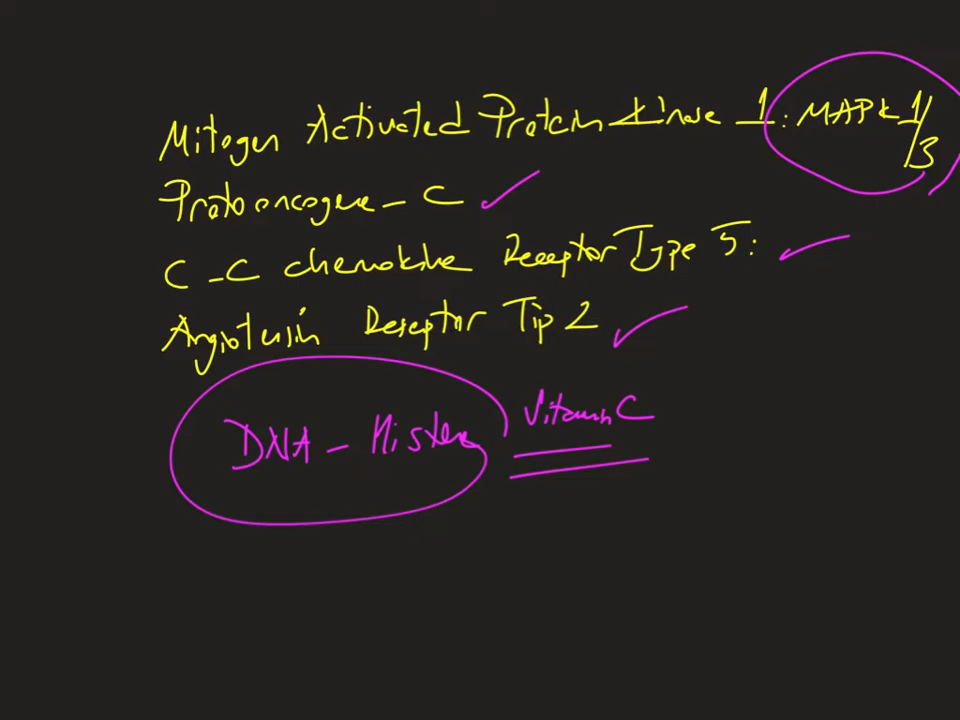 Mitogen Activated Protein Kinase 1: MAPK 1/3
Protooncogene - C
C-C chemokine Receptor Type 5:
Angiotensin Reseptor Tip 2
DNA - Histon
Vitamin C